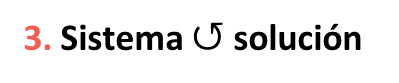 3. Sistema ↺ solución